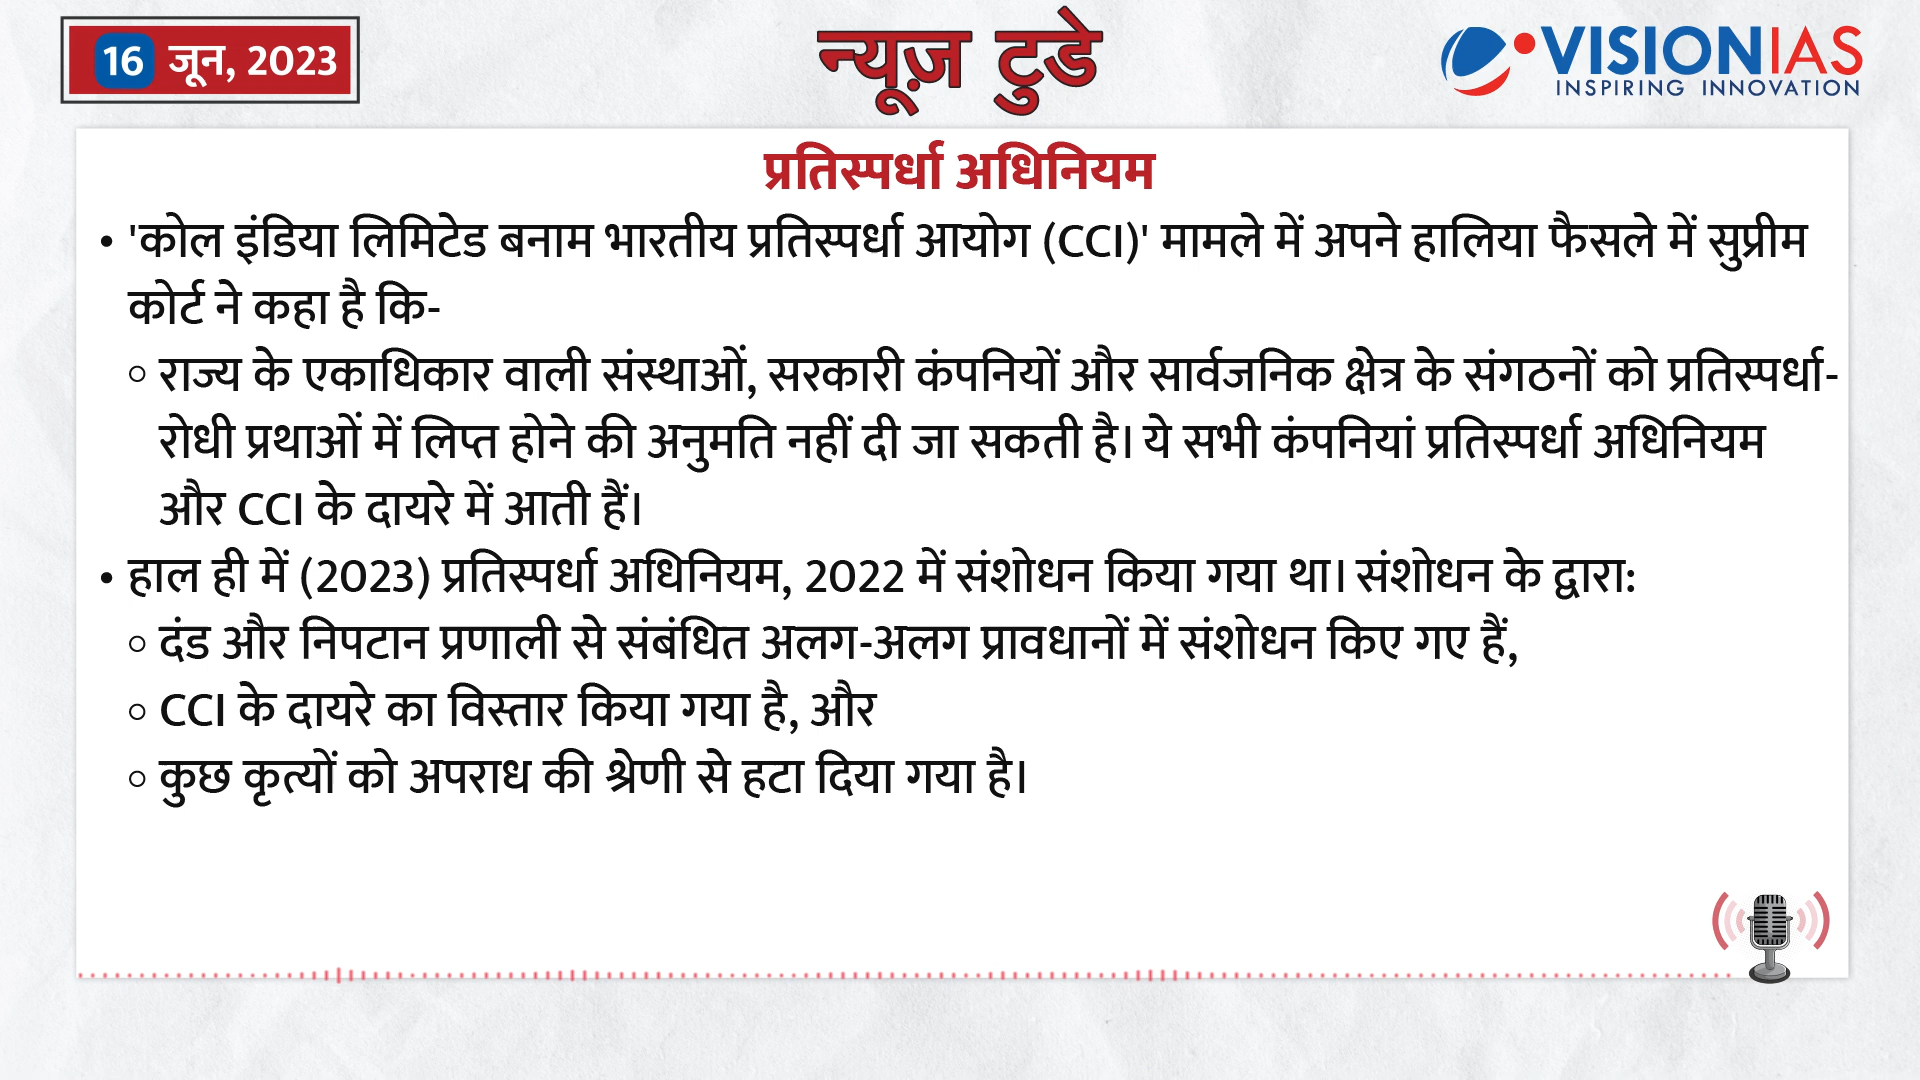 16 जून, 2023
न्यूज़ टुडे
VISIONIAS
INSPIRING INNOVATION
प्रतिस्पर्धा अधिनियम
• 'कोल इंडिया लिमिटेड बनाम भारतीय प्रतिस्पर्धा आयोग (CCI)' मामले में अपने हालिया फैसले में सुप्रीम
कोर्ट ने कहा है कि-
○ राज्य के एकाधिकार वाली संस्थाओं, सरकारी कंपनियों और सार्वजनिक क्षेत्र के संगठनों को प्रतिस्पर्धा-
रोधी प्रथाओं में लिप्त होने की अनुमति नहीं दी जा सकती है। ये सभी कंपनियां प्रतिस्पर्धा अधिनियम
और CCI के दायरे में आती हैं।
• हाल ही में (2023) प्रतिस्पर्धा अधिनियम, 2022 में संशोधन किया गया था। संशोधन के द्वारा:
○ दंड और निपटान प्रणाली से संबंधित अलग-अलग प्रावधानों में संशोधन किए गए हैं,
○ CCI के दायरे का विस्तार किया गया है, और
○ कुछ कृत्यों को अपराध की श्रेणी से हटा दिया गया है।